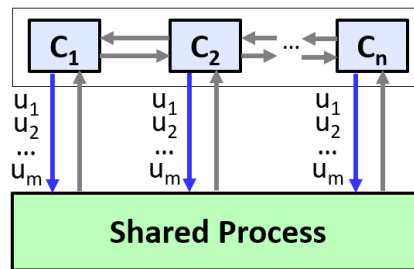 C1 C2 ... Cn
u1 u1 u1
u2 u2 u2
... ... ...
um um um
Shared Process